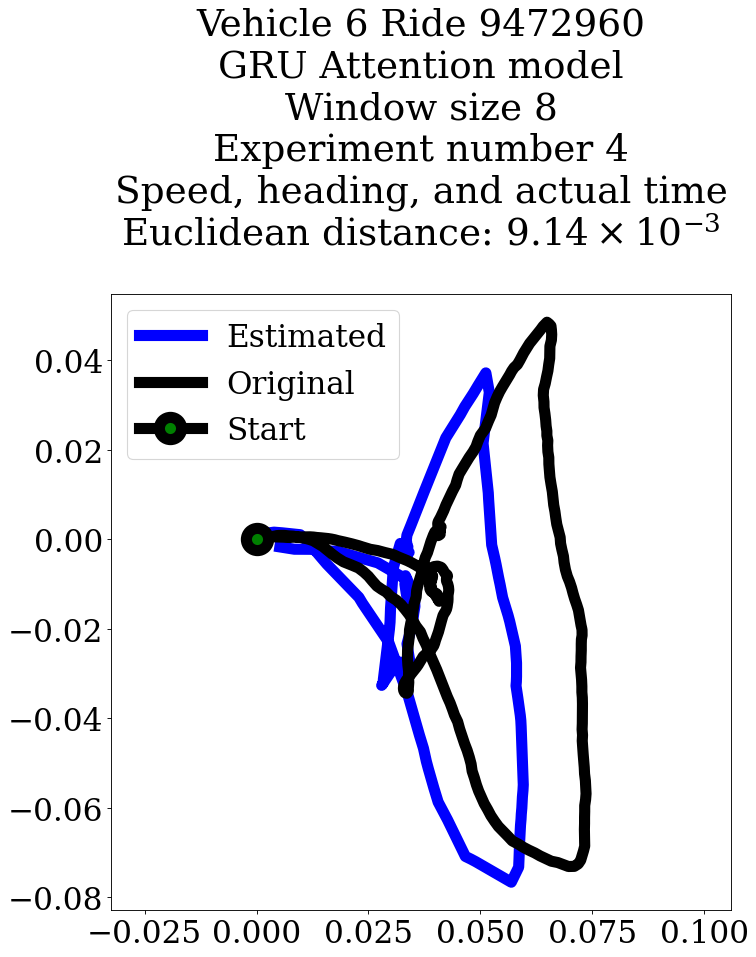 Vehicle 6 Ride 9472960
GRU Attention model
Window size 8
Experiment number 4
Speed, heading, and actual time
Euclidean distance: 9.14 × 10⁻³
Estimated
Original
Start
0.04
0.02
0.00
−0.02
−0.04
−0.06
−0.08
−0.025 0.000 0.025 0.050 0.075 0.100